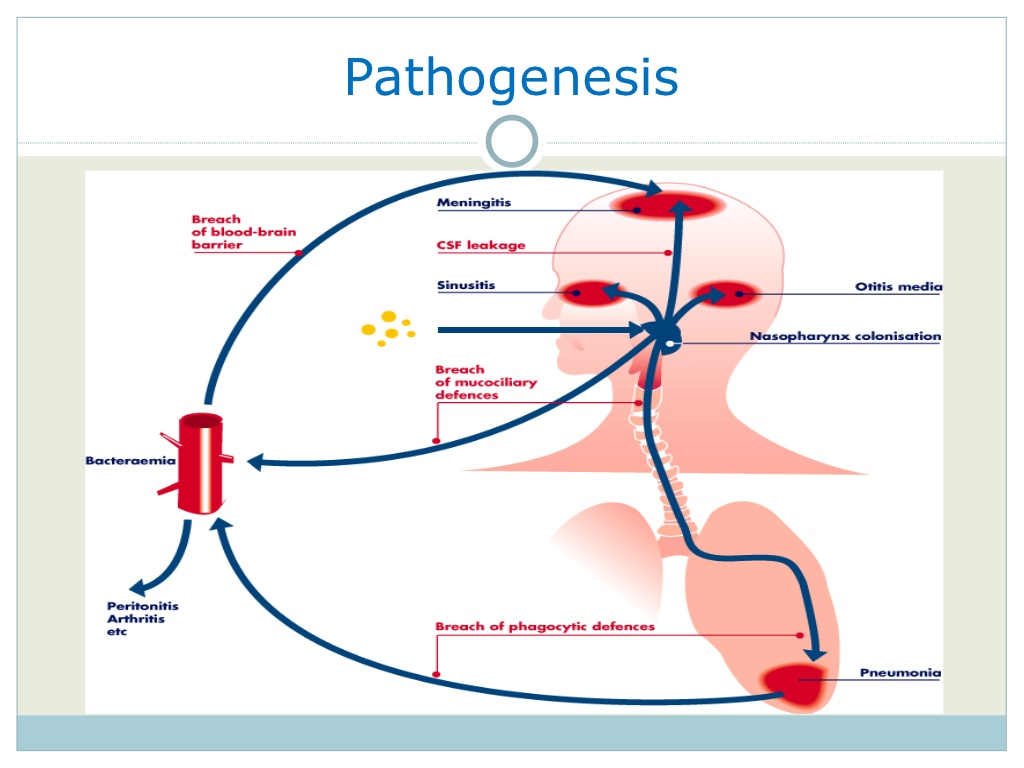 Pathogenesis
Breach
of blood-brain
barrier
Meningitis
CSF leakage
Sinusitis
Otitis media
Nasopharynx colonisation
Breach
of mucociliary
defences
Bacteraemia
Peritonitis
Arthritis
etc
Breach of phagocytic defences
Pneumonia